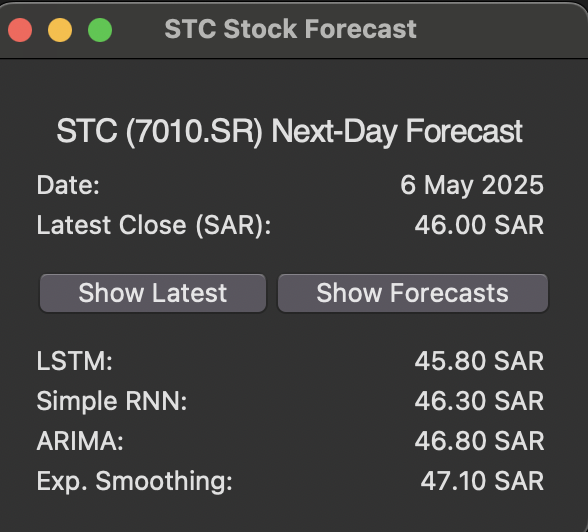 STC Stock Forecast
STC (7010.SR) Next-Day Forecast
Date: 6 May 2025
Latest Close (SAR): 46.00 SAR
Show Latest Show Forecasts
LSTM: 45.80 SAR
Simple RNN: 46.30 SAR
ARIMA: 46.80 SAR
Exp. Smoothing: 47.10 SAR